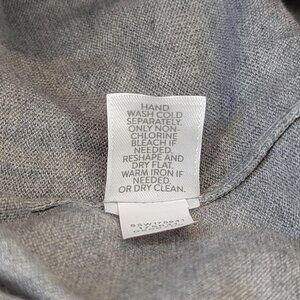 HAND
WASH COLD
SEPARATELY.
ONLY NON-
CHLORINE
BLEACH IF
NEEDED.
RESHAPE AND
DRY FLAT.
WARM IRON IF
NEEDED.
OR DRY CLEAN.